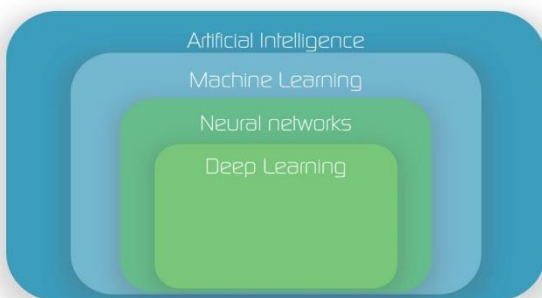 Artificial Intelligence
Machine Learning
Neural networks
Deep Learning